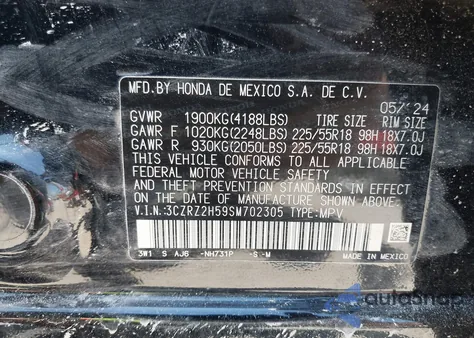 MFD.BY HONDA DE MEXICO S.A. DE C.V.
05/24
GVWR 1900KG(4188LBS) TIRE SIZE RIM SIZE
GAWR F 1020KG(2248LBS) 225/55R18 98H 18X7.0J
GAWR R 930KG(2050LBS) 225/55R18 98H 18X7.0J
THIS VEHICLE CONFORMS TO ALL APPLICABLE
FEDERAL MOTOR VEHICLE SAFETY
AND THEFT PREVENTION STANDARDS IN EFFECT
ON THE DATE OF MANUFACTURE SHOWN ABOVE.
V.I.N.:3CZRZ2H59SM702305 TYPE:MPV
3W1 S AJ6 -NH731P -S-M MADE IN MEXICO
autosnap